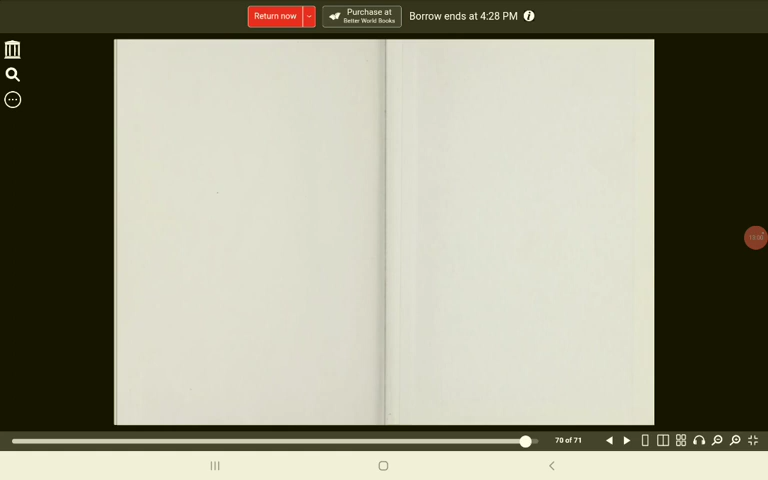 Return now
Purchase at
Better World Books
Borrow ends at 4:28 PM
70 of 71